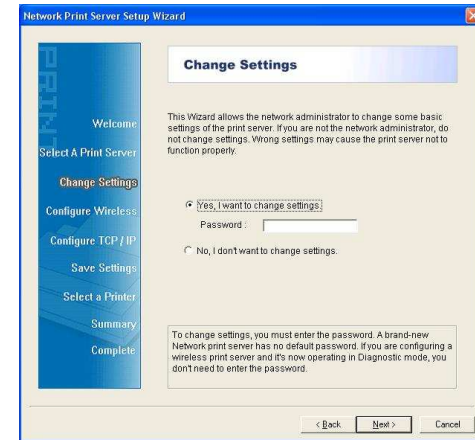 Network Print Server Setup Wizard
PRINT
Change Settings
Welcome
Select A Print Server
Change Settings
Configure Wireless
Configure TCP / IP
Save Settings
Select a Printer
Summary
Complete
This Wizard allows the network administrator to change some basic
settings of the print server. If you are not the network administrator, do
not change settings. Wrong settings may cause the print server not to
function properly.
Yes, I want to change settings.
Password :
No, I don't want to change settings.
To change settings, you must enter the password. A brand-new
Network print server has no default password. If you are configuring a
wireless print server and it's now operating in Diagnostic mode, you
don't need to enter the password.
< Back
Next >
Cancel